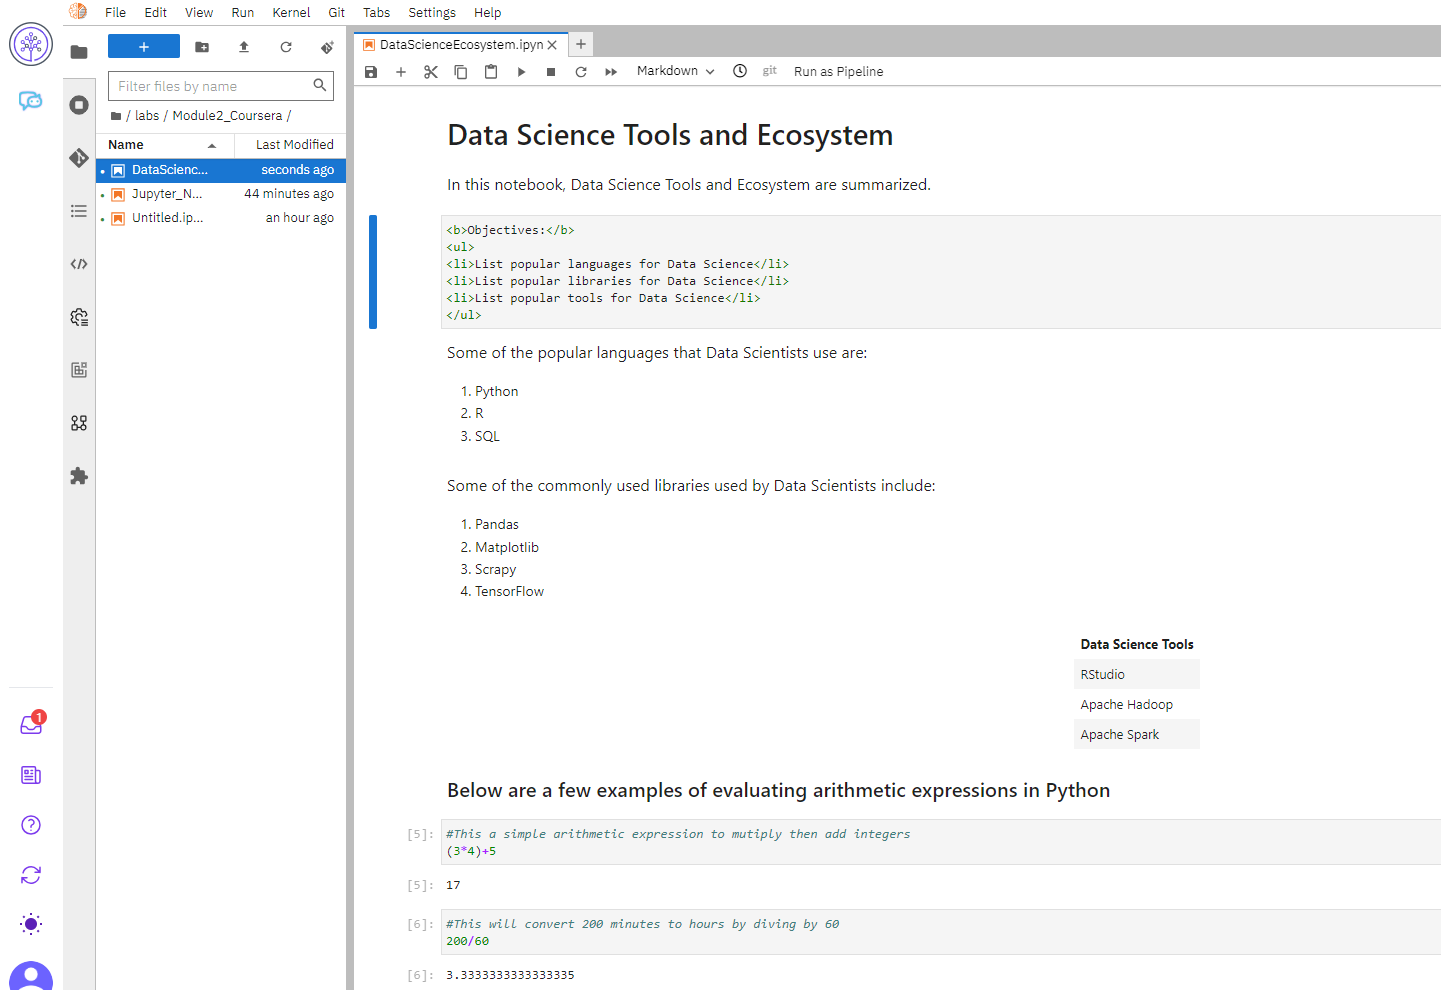 File Edit View Run Kernel Git Tabs Settings Help
DataScienceEcosystem.ipyn
Markdown git Run as Pipeline
Filter files by name
/ labs / Module2_Coursera /
Name Last Modified
DataScienc... seconds ago
Jupyter_N... 44 minutes ago
Untitled.ip... an hour ago
1
Data Science Tools and Ecosystem
In this notebook, Data Science Tools and Ecosystem are summarized.
<b>Objectives:</b>
<ul>
<li>List popular languages for Data Science</li>
<li>List popular libraries for Data Science</li>
<li>List popular tools for Data Science</li>
</ul>
Some of the popular languages that Data Scientists use are:
1. Python
2. R
3. SQL
Some of the commonly used libraries used by Data Scientists include:
1. Pandas
2. Matplotlib
3. Scrapy
4. TensorFlow
Data Science Tools
RStudio
Apache Hadoop
Apache Spark
Below are a few examples of evaluating arithmetic expressions in Python
[5]: #This a simple arithmetic expression to mutiply then add integers
(3*4)+5
[5]: 17
[6]: #This will convert 200 minutes to hours by diving by 60
200/60
[6]: 3.3333333333333335